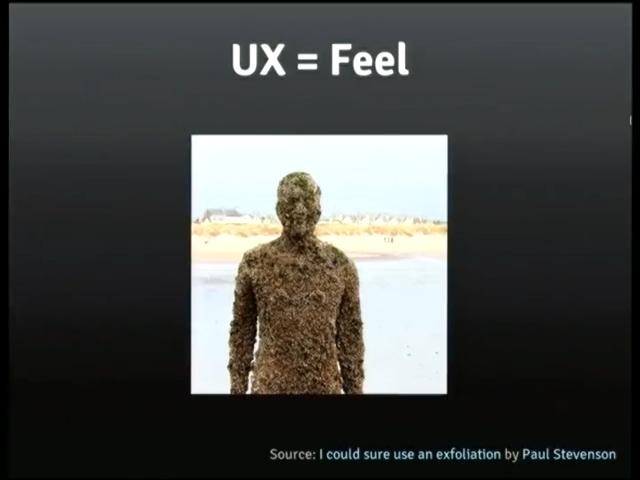 UX = Feel
Source: I could sure use an exfoliation by Paul Stevenson